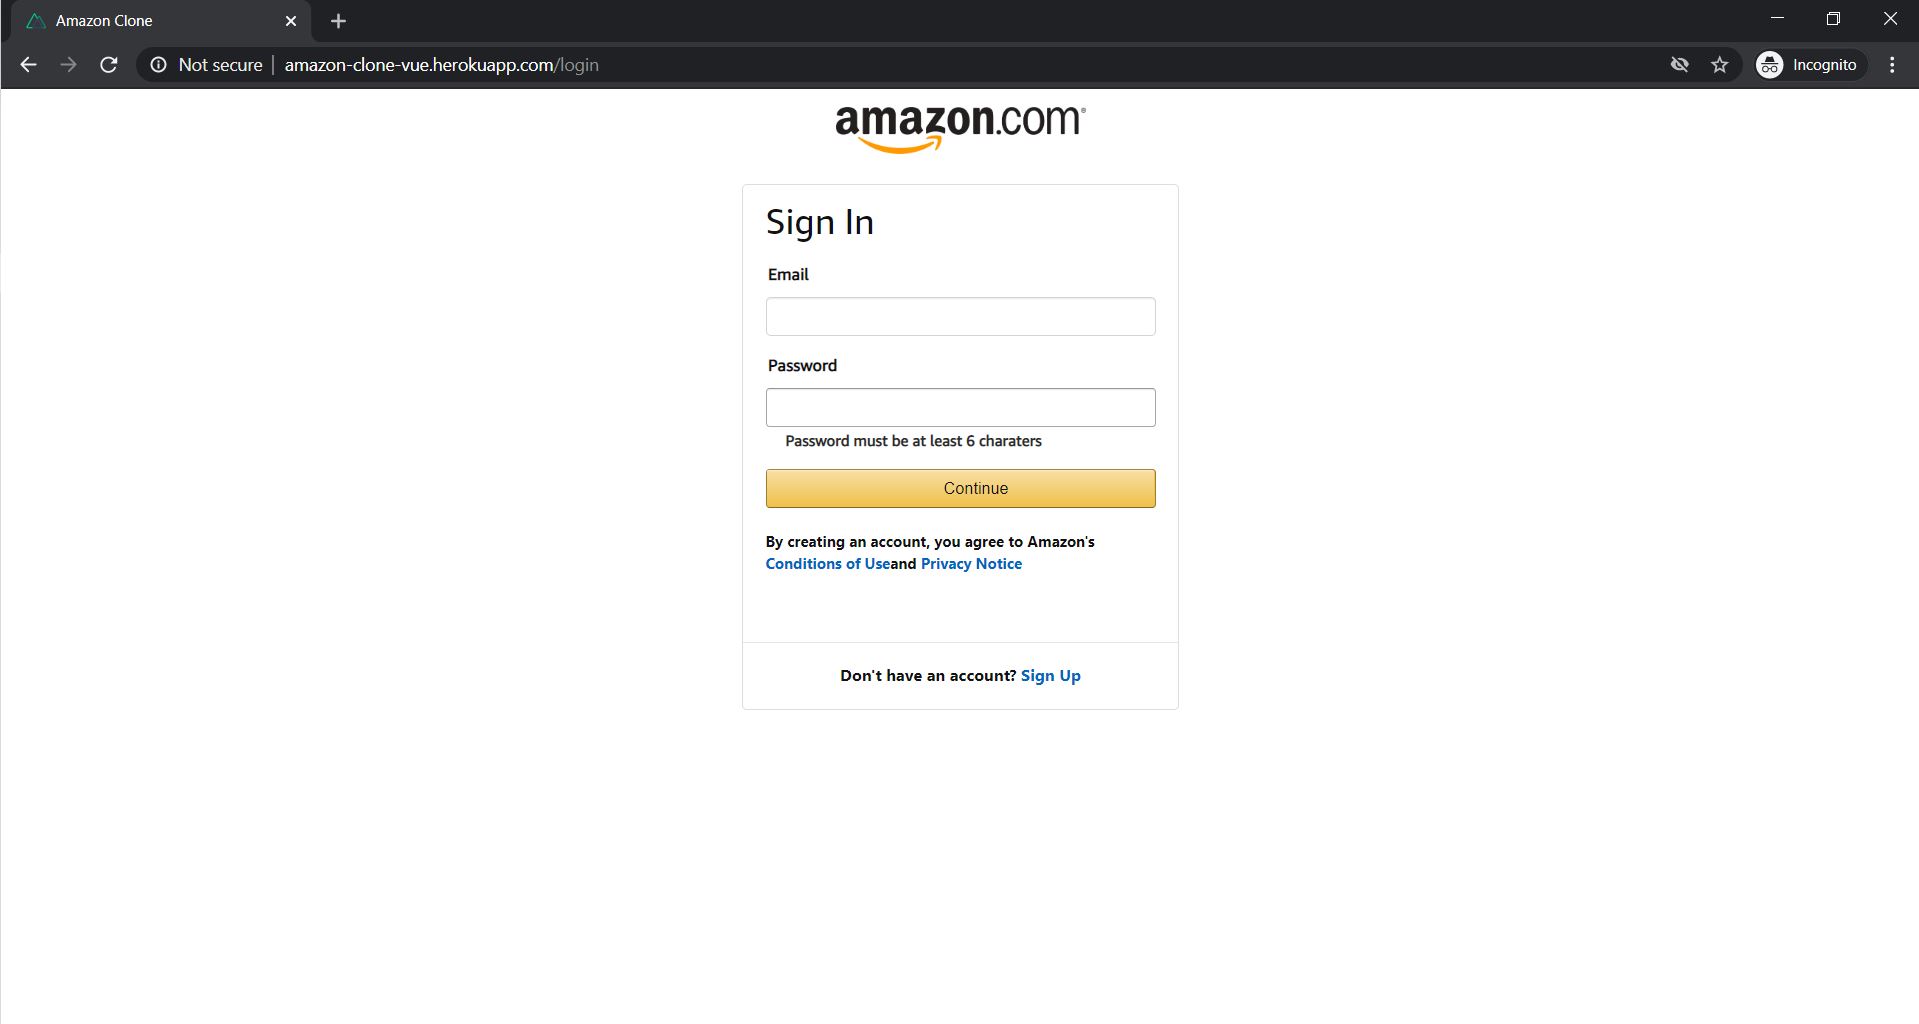 Amazon Clone
Not secure amazon-clone-vue.herokuapp.com/login Incognito
amazon.com®
Sign In
Email
Password
Password must be at least 6 charaters
Continue
By creating an account, you agree to Amazon's
Conditions of Useand Privacy Notice
Don't have an account? Sign Up